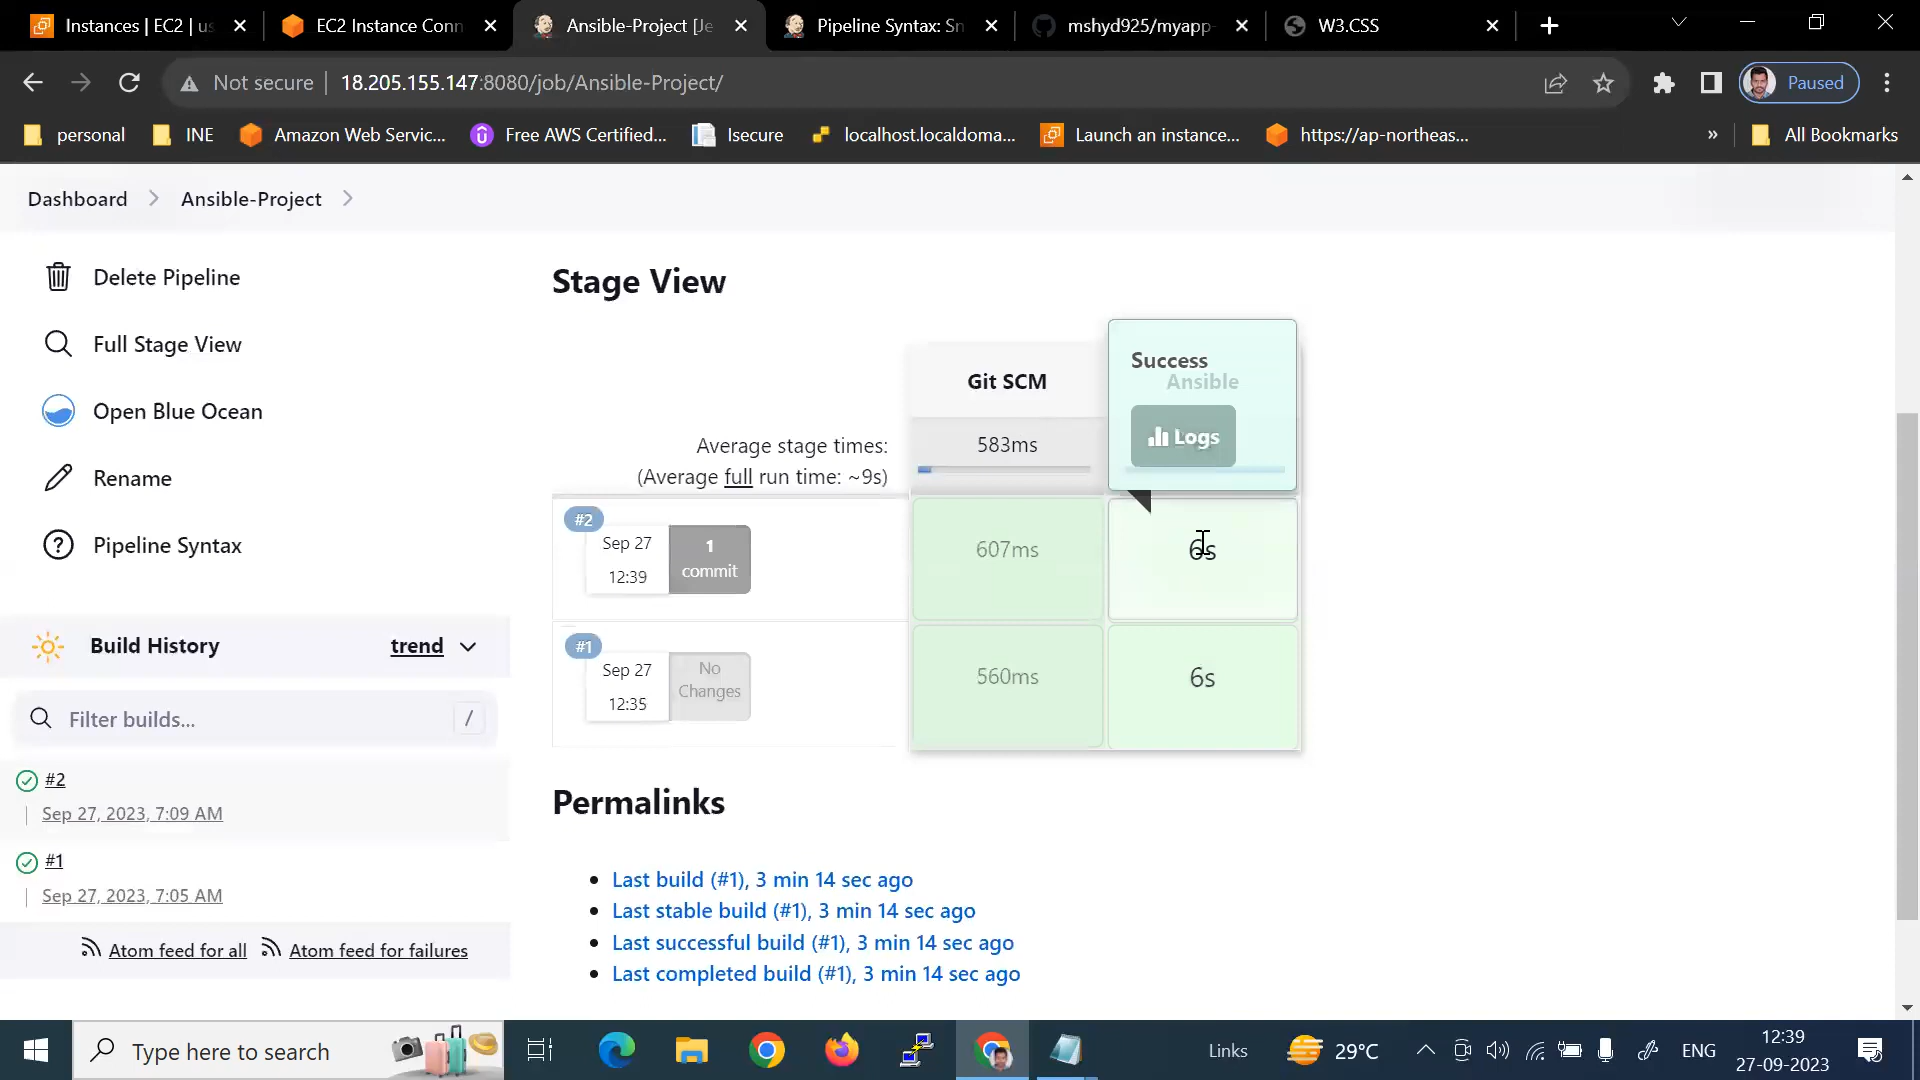 Instances | EC2 | us
EC2 Instance Conn
Ansible-Project [Je
Pipeline Syntax: Sn
mshyd925/myapp-
W3.CSS
Not secure
18.205.155.147:8080/job/Ansible-Project/
Paused
personal
INE
Amazon Web Servic...
Free AWS Certified...
Isecure
localhost.localdoma...
Launch an instance...
https://ap-northeas...
»
All Bookmarks
Dashboard
Ansible-Project
Delete Pipeline
Full Stage View
Open Blue Ocean
Rename
Pipeline Syntax
Build History
trend
Filter builds...
/
#2
Sep 27, 2023, 7:09 AM
#1
Sep 27, 2023, 7:05 AM
Atom feed for all
Atom feed for failures
Stage View
Git SCM
Success
Ansible
Logs
Average stage times:
(Average full run time: ~9s)
583ms
#2
Sep 27
12:39
1
commit
607ms
6s
#1
Sep 27
12:35
No
Changes
560ms
6s
Permalinks
Last build (#1), 3 min 14 sec ago
Last stable build (#1), 3 min 14 sec ago
Last successful build (#1), 3 min 14 sec ago
Last completed build (#1), 3 min 14 sec ago
Type here to search
Links
29°C
ENG
12:39
27-09-2023